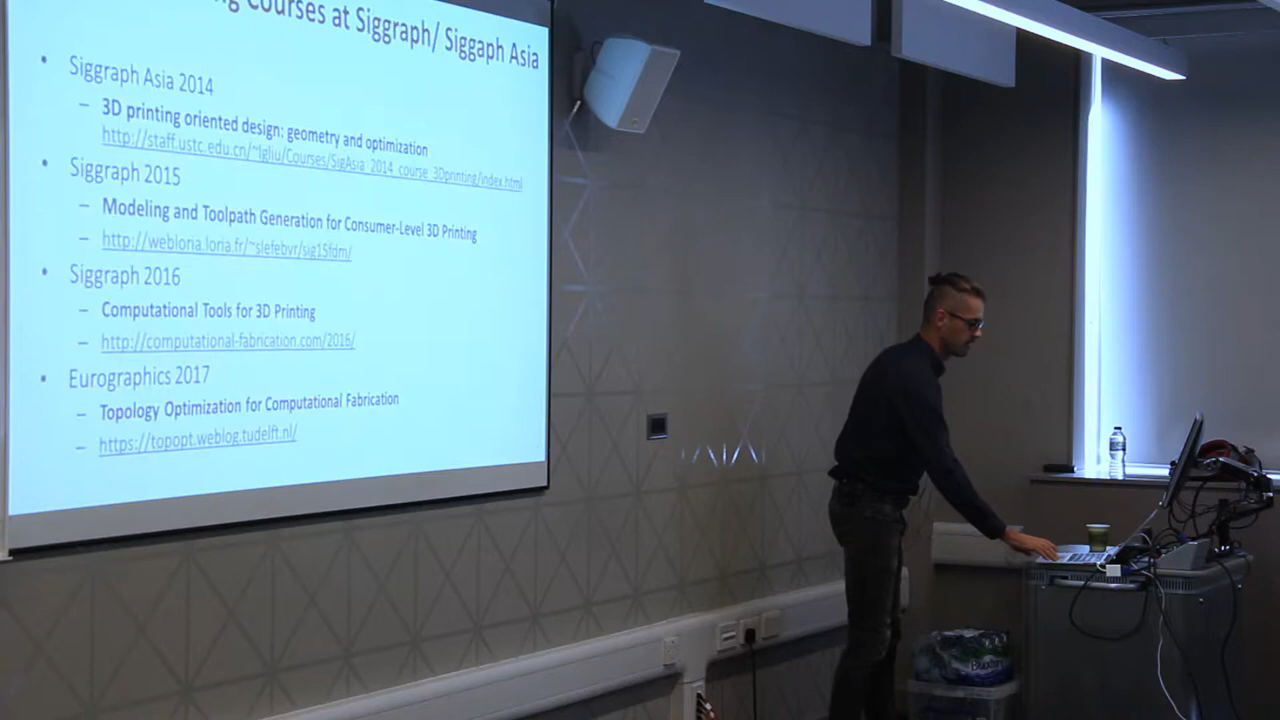 Courses at Siggraph/ Siggaph Asia
• Siggraph Asia 2014
– 3D printing oriented design: geometry and optimization
http://staff.ustc.edu.cn/~lgliu/Courses/SigAsia_2014_course_3Dprinting/index.html
• Siggraph 2015
– Modeling and Toolpath Generation for Consumer-Level 3D Printing
– http://webloria.loria.fr/~slefebvr/sig15fdm/
• Siggraph 2016
– Computational Tools for 3D Printing
– http://computational-fabrication.com/2016/
• Eurographics 2017
– Topology Optimization for Computational Fabrication
– https://topopt.weblog.tudelft.nl/
Buxton